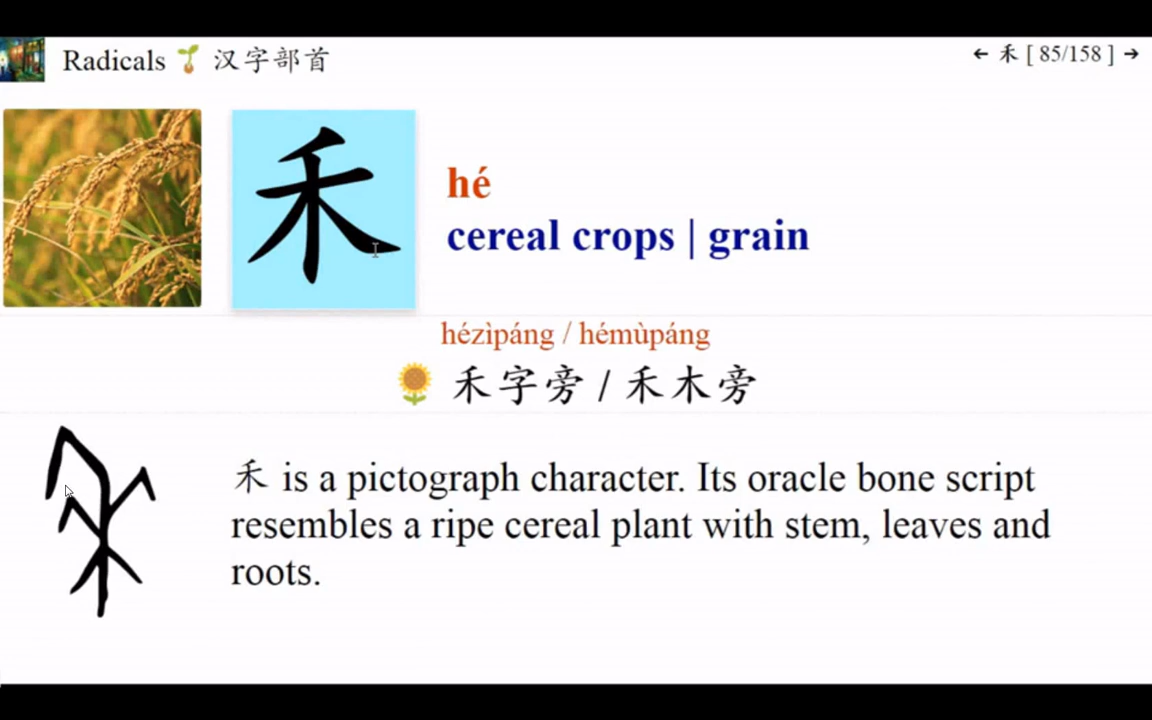 Radicals 🌱 汉字部首
← 禾 [ 85/158 ] →
禾
hé
cereal crops | grain
hézìpáng / hémùpáng
🌻 禾字旁 / 禾木旁
禾 is a pictograph character. Its oracle bone script
resembles a ripe cereal plant with stem, leaves and
roots.